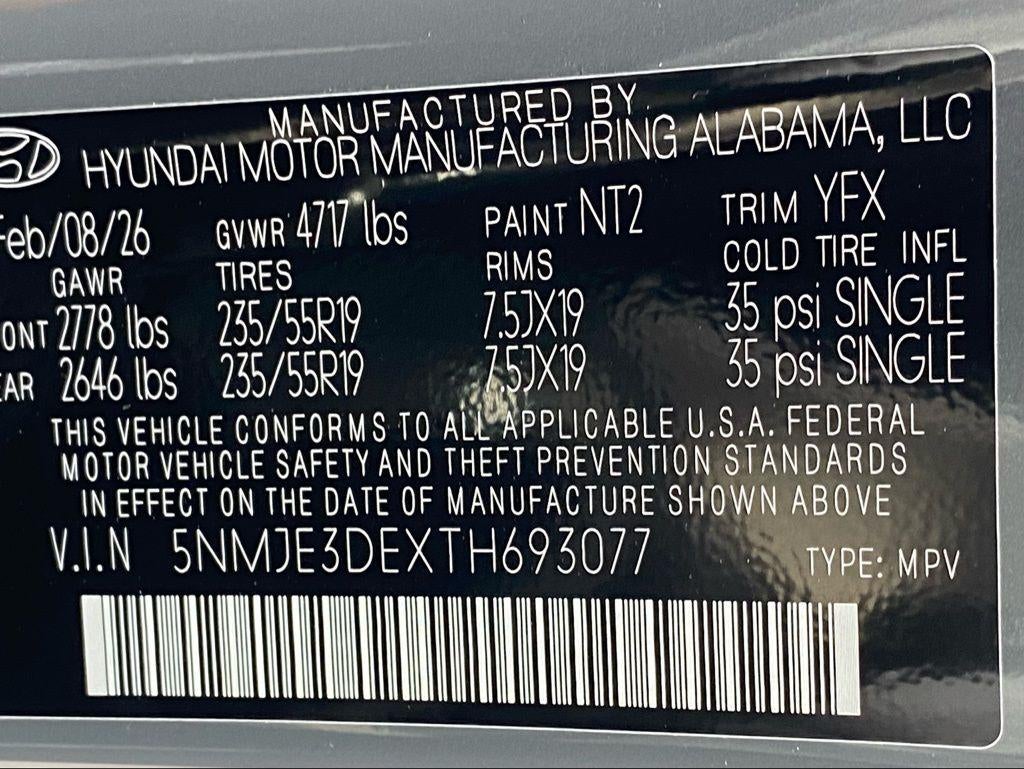 MANUFACTURED BY
HYUNDAI MOTOR MANUFACTURING ALABAMA, LLC
Feb/08/26 GVWR 4717 lbs PAINT NT2 TRIM YFX
GAWR TIRES RIMS COLD TIRE INFL
ONT 2778 lbs 235/55R19 7.5JX19 35 psi SINGLE
EAR 2646 lbs 235/55R19 7.5JX19 35 psi SINGLE
THIS VEHICLE CONFORMS TO ALL APPLICABLE U.S.A. FEDERAL
MOTOR VEHICLE SAFETY AND THEFT PREVENTION STANDARDS
IN EFFECT ON THE DATE OF MANUFACTURE SHOWN ABOVE
V.I.N 5NMJE3DEXTH693077 TYPE: MPV